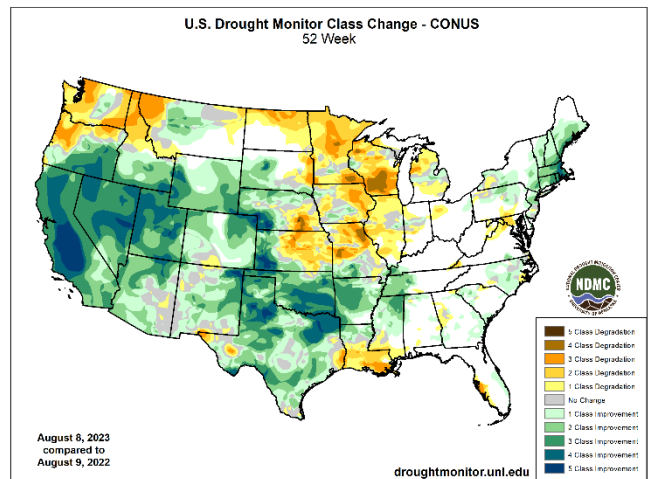 U.S. Drought Monitor Class Change - CONUS
52 Week
NDMC
5 Class Degradation
4 Class Degradation
3 Class Degradation
2 Class Degradation
1 Class Degradation
No Change
1 Class Improvement
2 Class Improvement
3 Class Improvement
4 Class Improvement
5 Class Improvement
August 8, 2023
compared to
August 9, 2022
droughtmonitor.unl.edu